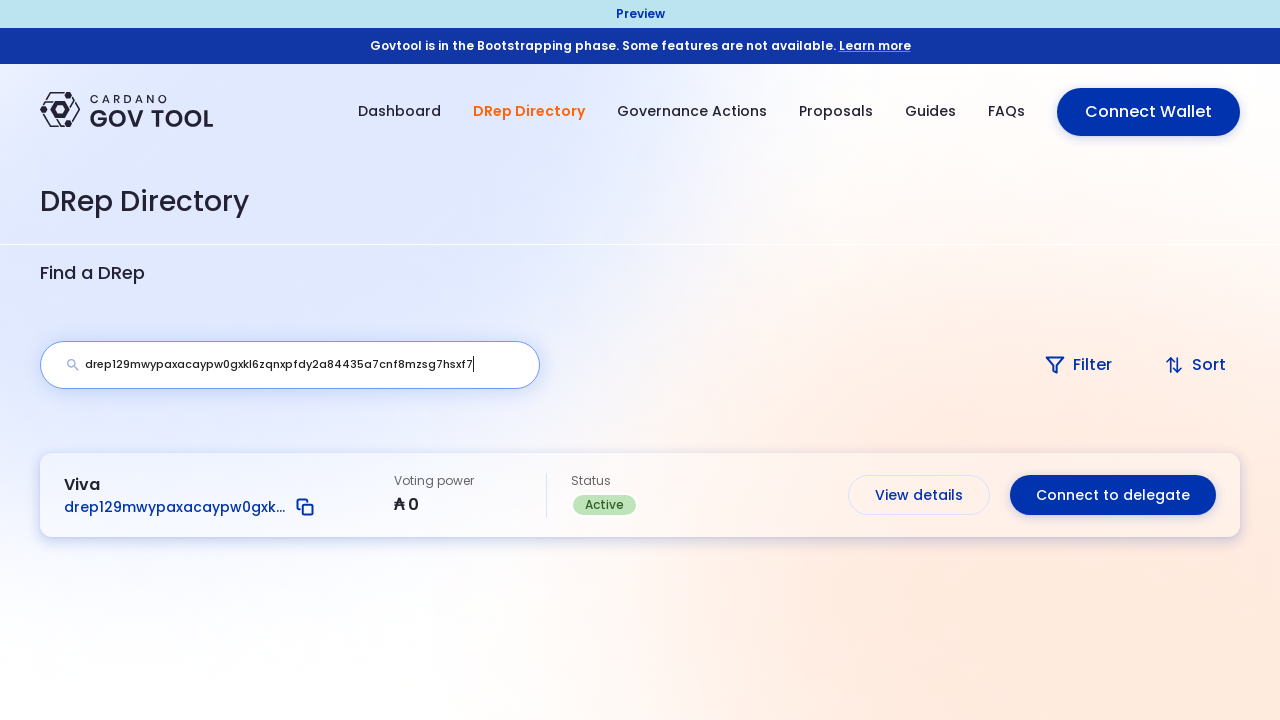 Preview
Govtool is in the Bootstrapping phase. Some features are not available. Learn more
CARDANO
GOV TOOL
Dashboard
DRep Directory
Governance Actions
Proposals
Guides
FAQs
Connect Wallet
DRep Directory
Find a DRep
drep129mwypaxacaypw0gxkl6zqnxpfdy2a84435a7cnf8mzsg7hsxf7
Filter
Sort
Viva
drep129mwypaxacaypw0gxk...
Voting power
₳ 0
Status
Active
View details
Connect to delegate